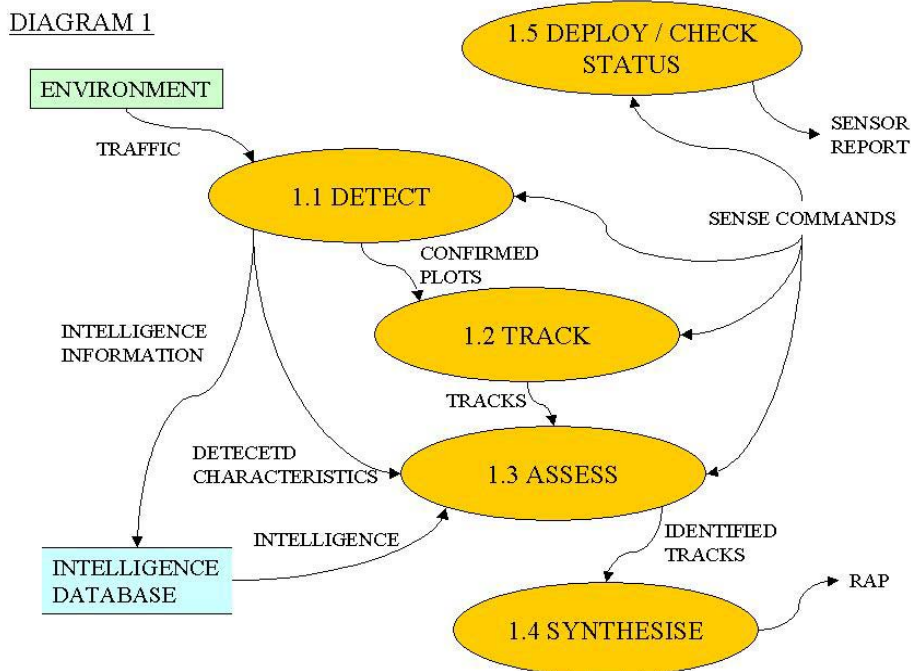 DIAGRAM 1
1.5 DEPLOY / CHECK
STATUS
ENVIRONMENT
SENSOR
REPORT
TRAFFIC
1.1 DETECT
SENSE COMMANDS
CONFIRMED
PLOTS
INTELLIGENCE
INFORMATION
1.2 TRACK
TRACKS
DETECETD
CHARACTERISTICS
1.3 ASSESS
INTELLIGENCE
IDENTIFIED
TRACKS
INTELLIGENCE
DATABASE
RAP
1.4 SYNTHESISE